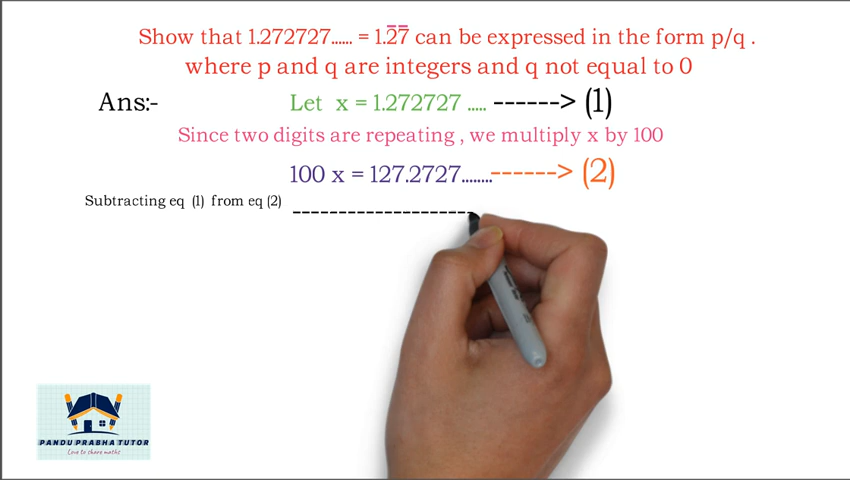 Show that 1.272727...... = 1.2̅7̅ can be expressed in the form p/q .
where p and q are integers and q not equal to 0
Ans:- Let x = 1.272727 ..... ------> (1)
Since two digits are repeating , we multiply x by 100
100 x = 127.2727........------> (2)
Subtracting eq (1) from eq (2) --------------------
PANDU PRABHA TUTOR
Love to share maths